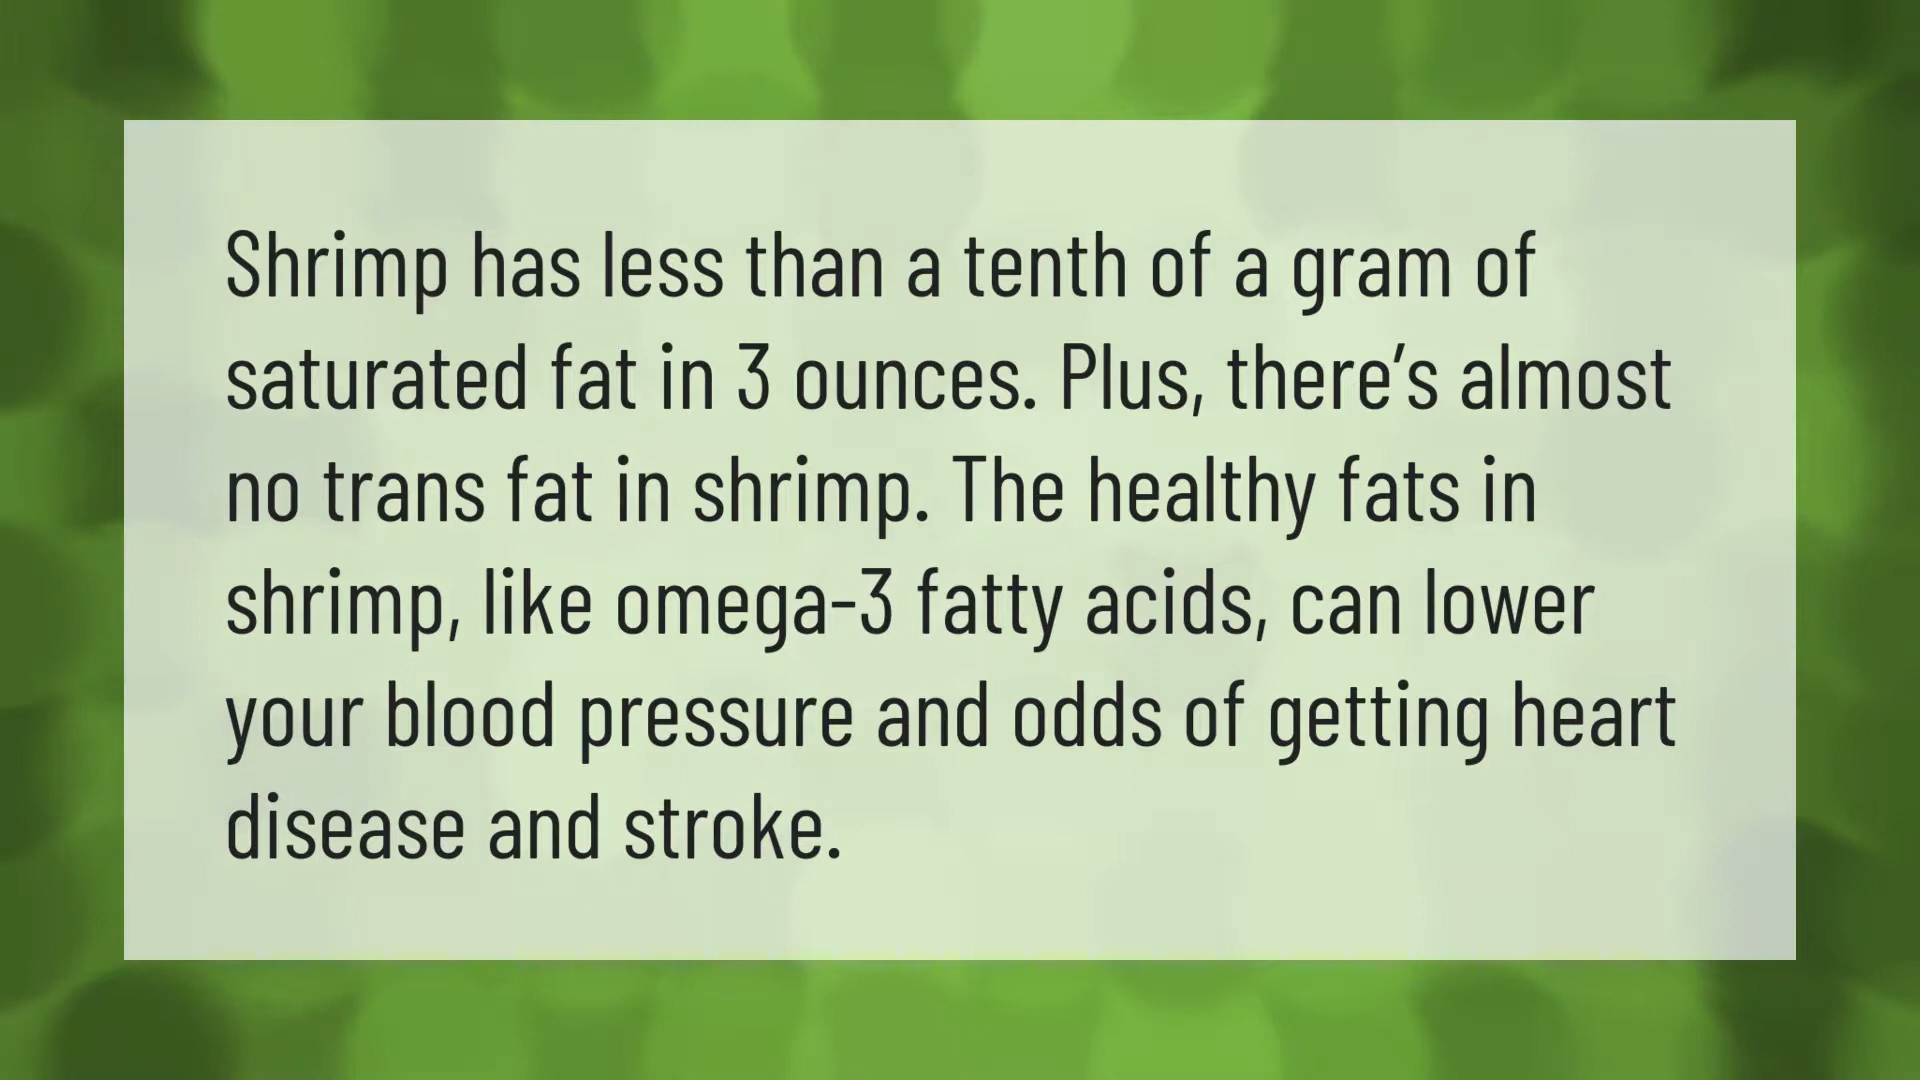 Shrimp has less than a tenth of a gram of
saturated fat in 3 ounces. Plus, there’s almost
no trans fat in shrimp. The healthy fats in
shrimp, like omega-3 fatty acids, can lower
your blood pressure and odds of getting heart
disease and stroke.